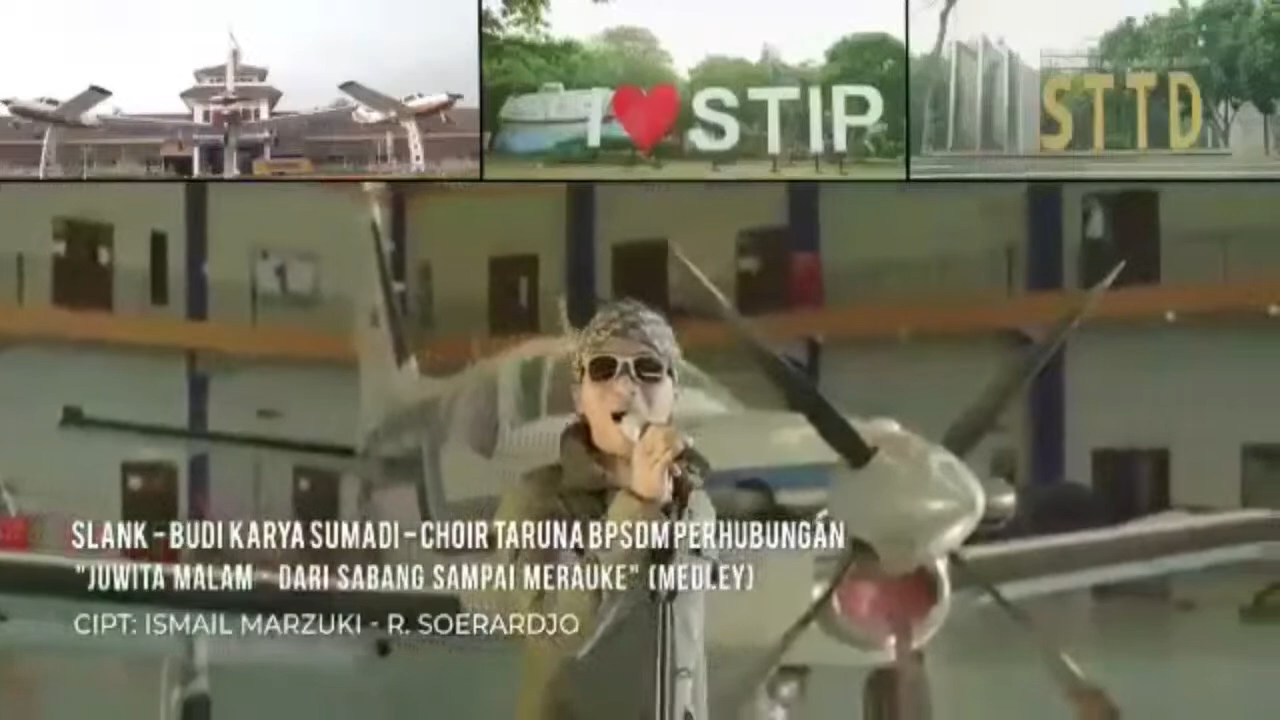 I ❤ STIP
STTD
SLANK - BUDI KARYA SUMADI - CHOIR TARUNA BPSDM PERHUBUNGAN
"JUWITA MALAM - DARI SABANG SAMPAI MERAUKE" (MEDLEY)
CIPT: ISMAIL MARZUKI - R. SOERARDJO